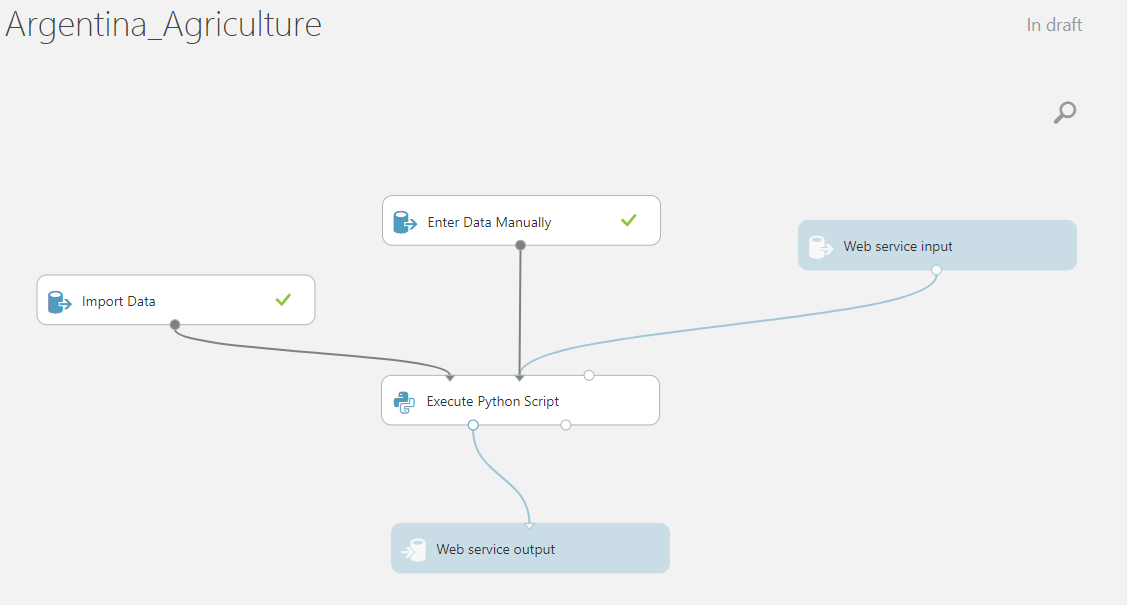 Argentina_Agriculture
In draft
Enter Data Manually
Web service input
Import Data
Execute Python Script
Web service output